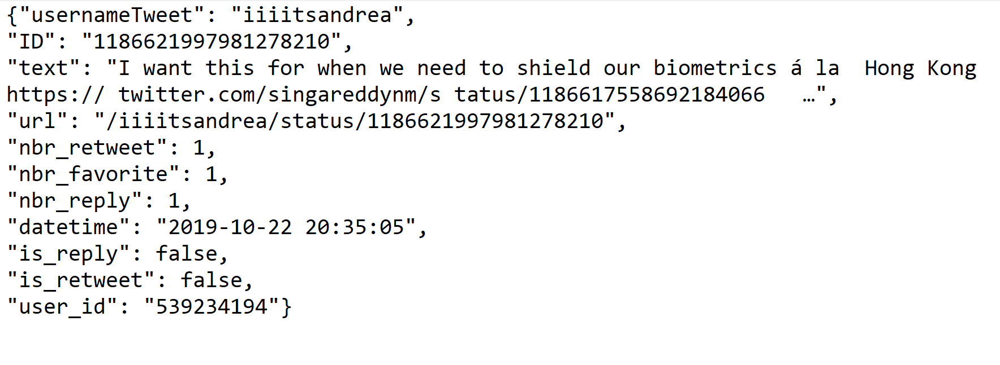 {"usernameTweet": "iiiitsandrea",
"ID": "1186621997981278210",
"text": "I want this for when we need to shield our biometrics á la  Hong Kong
https:// twitter.com/singareddynm/s tatus/1186617558692184066   …",
"url": "/iiiitsandrea/status/1186621997981278210",
"nbr_retweet": 1,
"nbr_favorite": 1,
"nbr_reply": 1,
"datetime": "2019-10-22 20:35:05",
"is_reply": false,
"is_retweet": false,
"user_id": "539234194"}